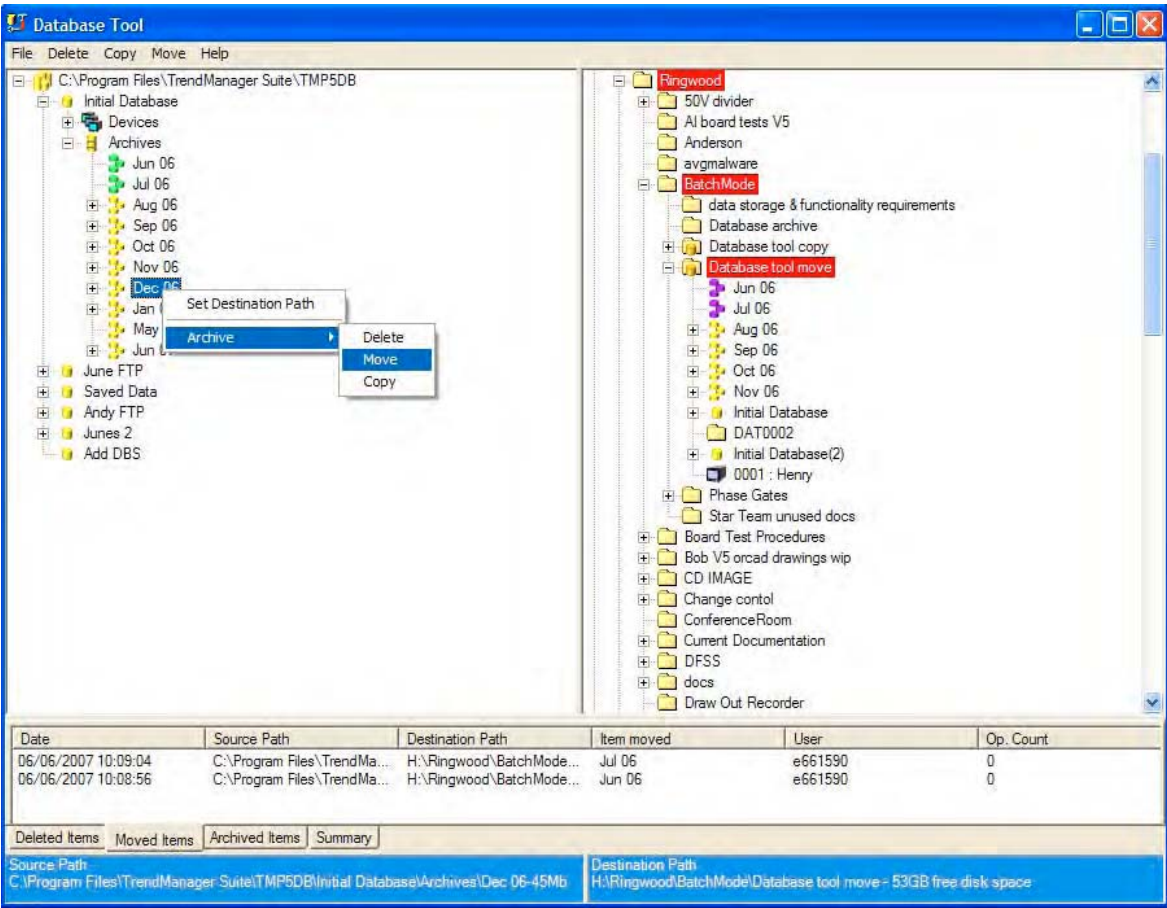 Database Tool
File Delete Copy Move Help
C:\Program Files\TrendManager Suite\TMP5DB
Initial Database
Devices
Archives
Jun 06
Jul 06
Aug 06
Sep 06
Oct 06
Nov 06
Dec 06
Jan
May
Jun
June FTP
Saved Data
Andy FTP
Junes 2
Add DBS
Set Destination Path
Archive
Delete
Move
Copy
Ringwood
50V divider
AI board tests V5
Anderson
avgmalware
BatchMode
data storage & functionality requirements
Database archive
Database tool copy
Database tool move
Jun 06
Jul 06
Aug 06
Sep 06
Oct 06
Nov 06
Initial Database
DAT0002
Initial Database(2)
0001 : Henry
Phase Gates
Star Team unused docs
Board Test Procedures
Bob V5 orcad drawings wip
CD IMAGE
Change contol
ConferenceRoom
Current Documentation
DFSS
docs
Draw Out Recorder
Date Source Path Destination Path Item moved User Op. Count
06/06/2007 10:09:04 C:\Program Files\TrendMa... H:\Ringwood\BatchMode... Jul 06 e661590 0
06/06/2007 10:08:56 C:\Program Files\TrendMa... H:\Ringwood\BatchMode... Jun 06 e661590 0
Deleted Items Moved Items Archived Items Summary
Source Path
C:\Program Files\TrendManager Suite\TMP5DB\Initial Database\Archives\Dec 06-45Mb
Destination Path
H:\Ringwood\BatchMode\Database tool move - 53GB free disk space